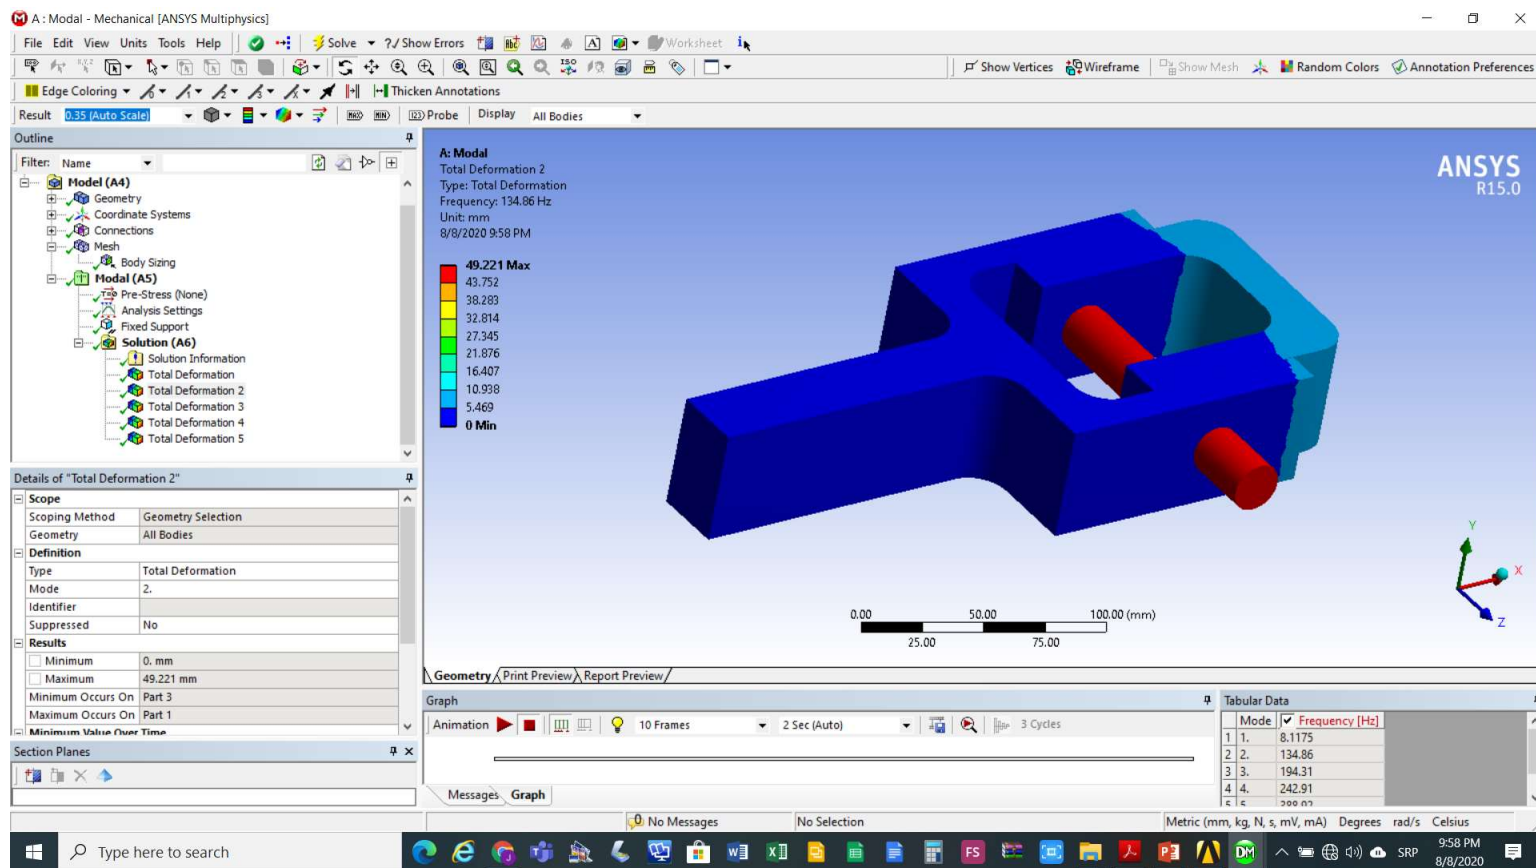 A : Modal - Mechanical [ANSYS Multiphysics]
File Edit View Units Tools Help Solve ?/ Show Errors Worksheet
Show Vertices Wireframe Show Mesh Random Colors Annotation Preferences
Edge Coloring Thicken Annotations
Result 0.35 (Auto Scale) MAX MIN Probe Display All Bodies
Outline
Filter: Name
Model (A4)
Geometry
Coordinate Systems
Connections
Mesh
Body Sizing
Modal (A5)
Pre-Stress (None)
Analysis Settings
Fixed Support
Solution (A6)
Solution Information
Total Deformation
Total Deformation 2
Total Deformation 3
Total Deformation 4
Total Deformation 5
Details of "Total Deformation 2"
Scope
Scoping Method Geometry Selection
Geometry All Bodies
Definition
Type Total Deformation
Mode 2.
Identifier
Suppressed No
Results
Minimum 0. mm
Maximum 49.221 mm
Minimum Occurs On Part 3
Maximum Occurs On Part 1
Minimum Value Over Time
Section Planes
A: Modal
Total Deformation 2
Type: Total Deformation
Frequency: 134.86 Hz
Unit: mm
8/8/2020 9:58 PM
49.221 Max
43.752
38.283
32.814
27.345
21.876
16.407
10.938
5.469
0 Min
ANSYS
R15.0
Y
X
Z
0.00 50.00 100.00 (mm)
25.00 75.00
Geometry Print Preview Report Preview
Graph
Animation 10 Frames 2 Sec (Auto) 3 Cycles
Messages Graph
Tabular Data
Mode Frequency [Hz]
1 1. 8.1175
2 2. 134.86
3 3. 194.31
4 4. 242.91
5 5.
0 No Messages No Selection Metric (mm, kg, N, s, mV, mA) Degrees rad/s Celsius
Type here to search
SRP 9:58 PM
8/8/2020